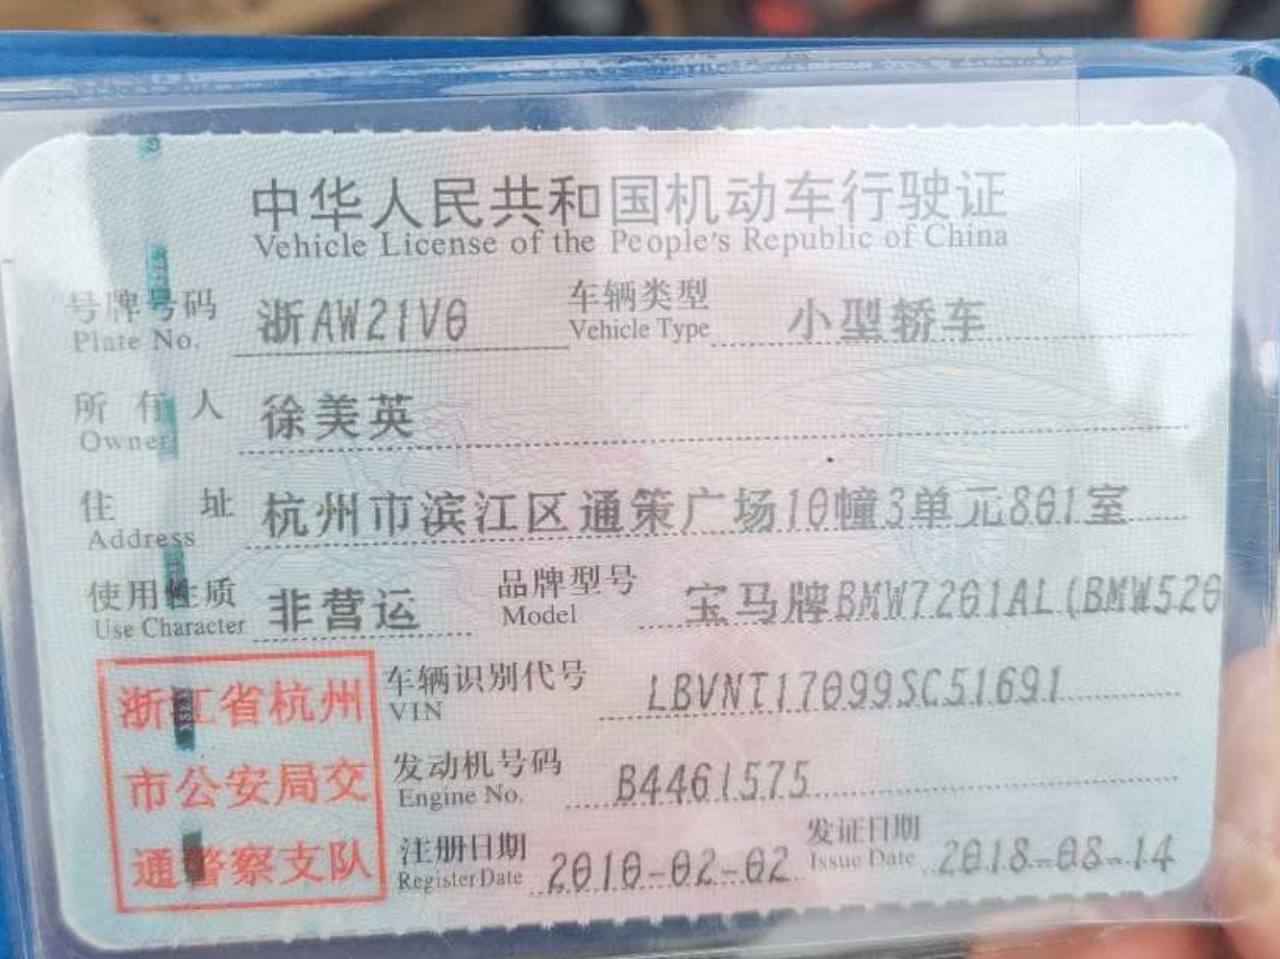 中华人民共和国机动车行驶证
Vehicle License of the People's Republic of China
号牌号码 浙AW21V0 车辆类型 小型轿车
Plate No. Vehicle Type
所有人 徐美英
Owner
住址 杭州市滨江区通策广场10幢3单元801室
Address
使用性质 非营运 品牌型号 宝马牌BMW7201AL(BMW520
Use Character Model
浙江省杭州
市公安局交
通警察支队
车辆识别代号 LBVNT17099SC51691
VIN
发动机号码 B4461575
Engine No.
注册日期 2010-02-02 发证日期 2018-08-14
Register Date Issue Date